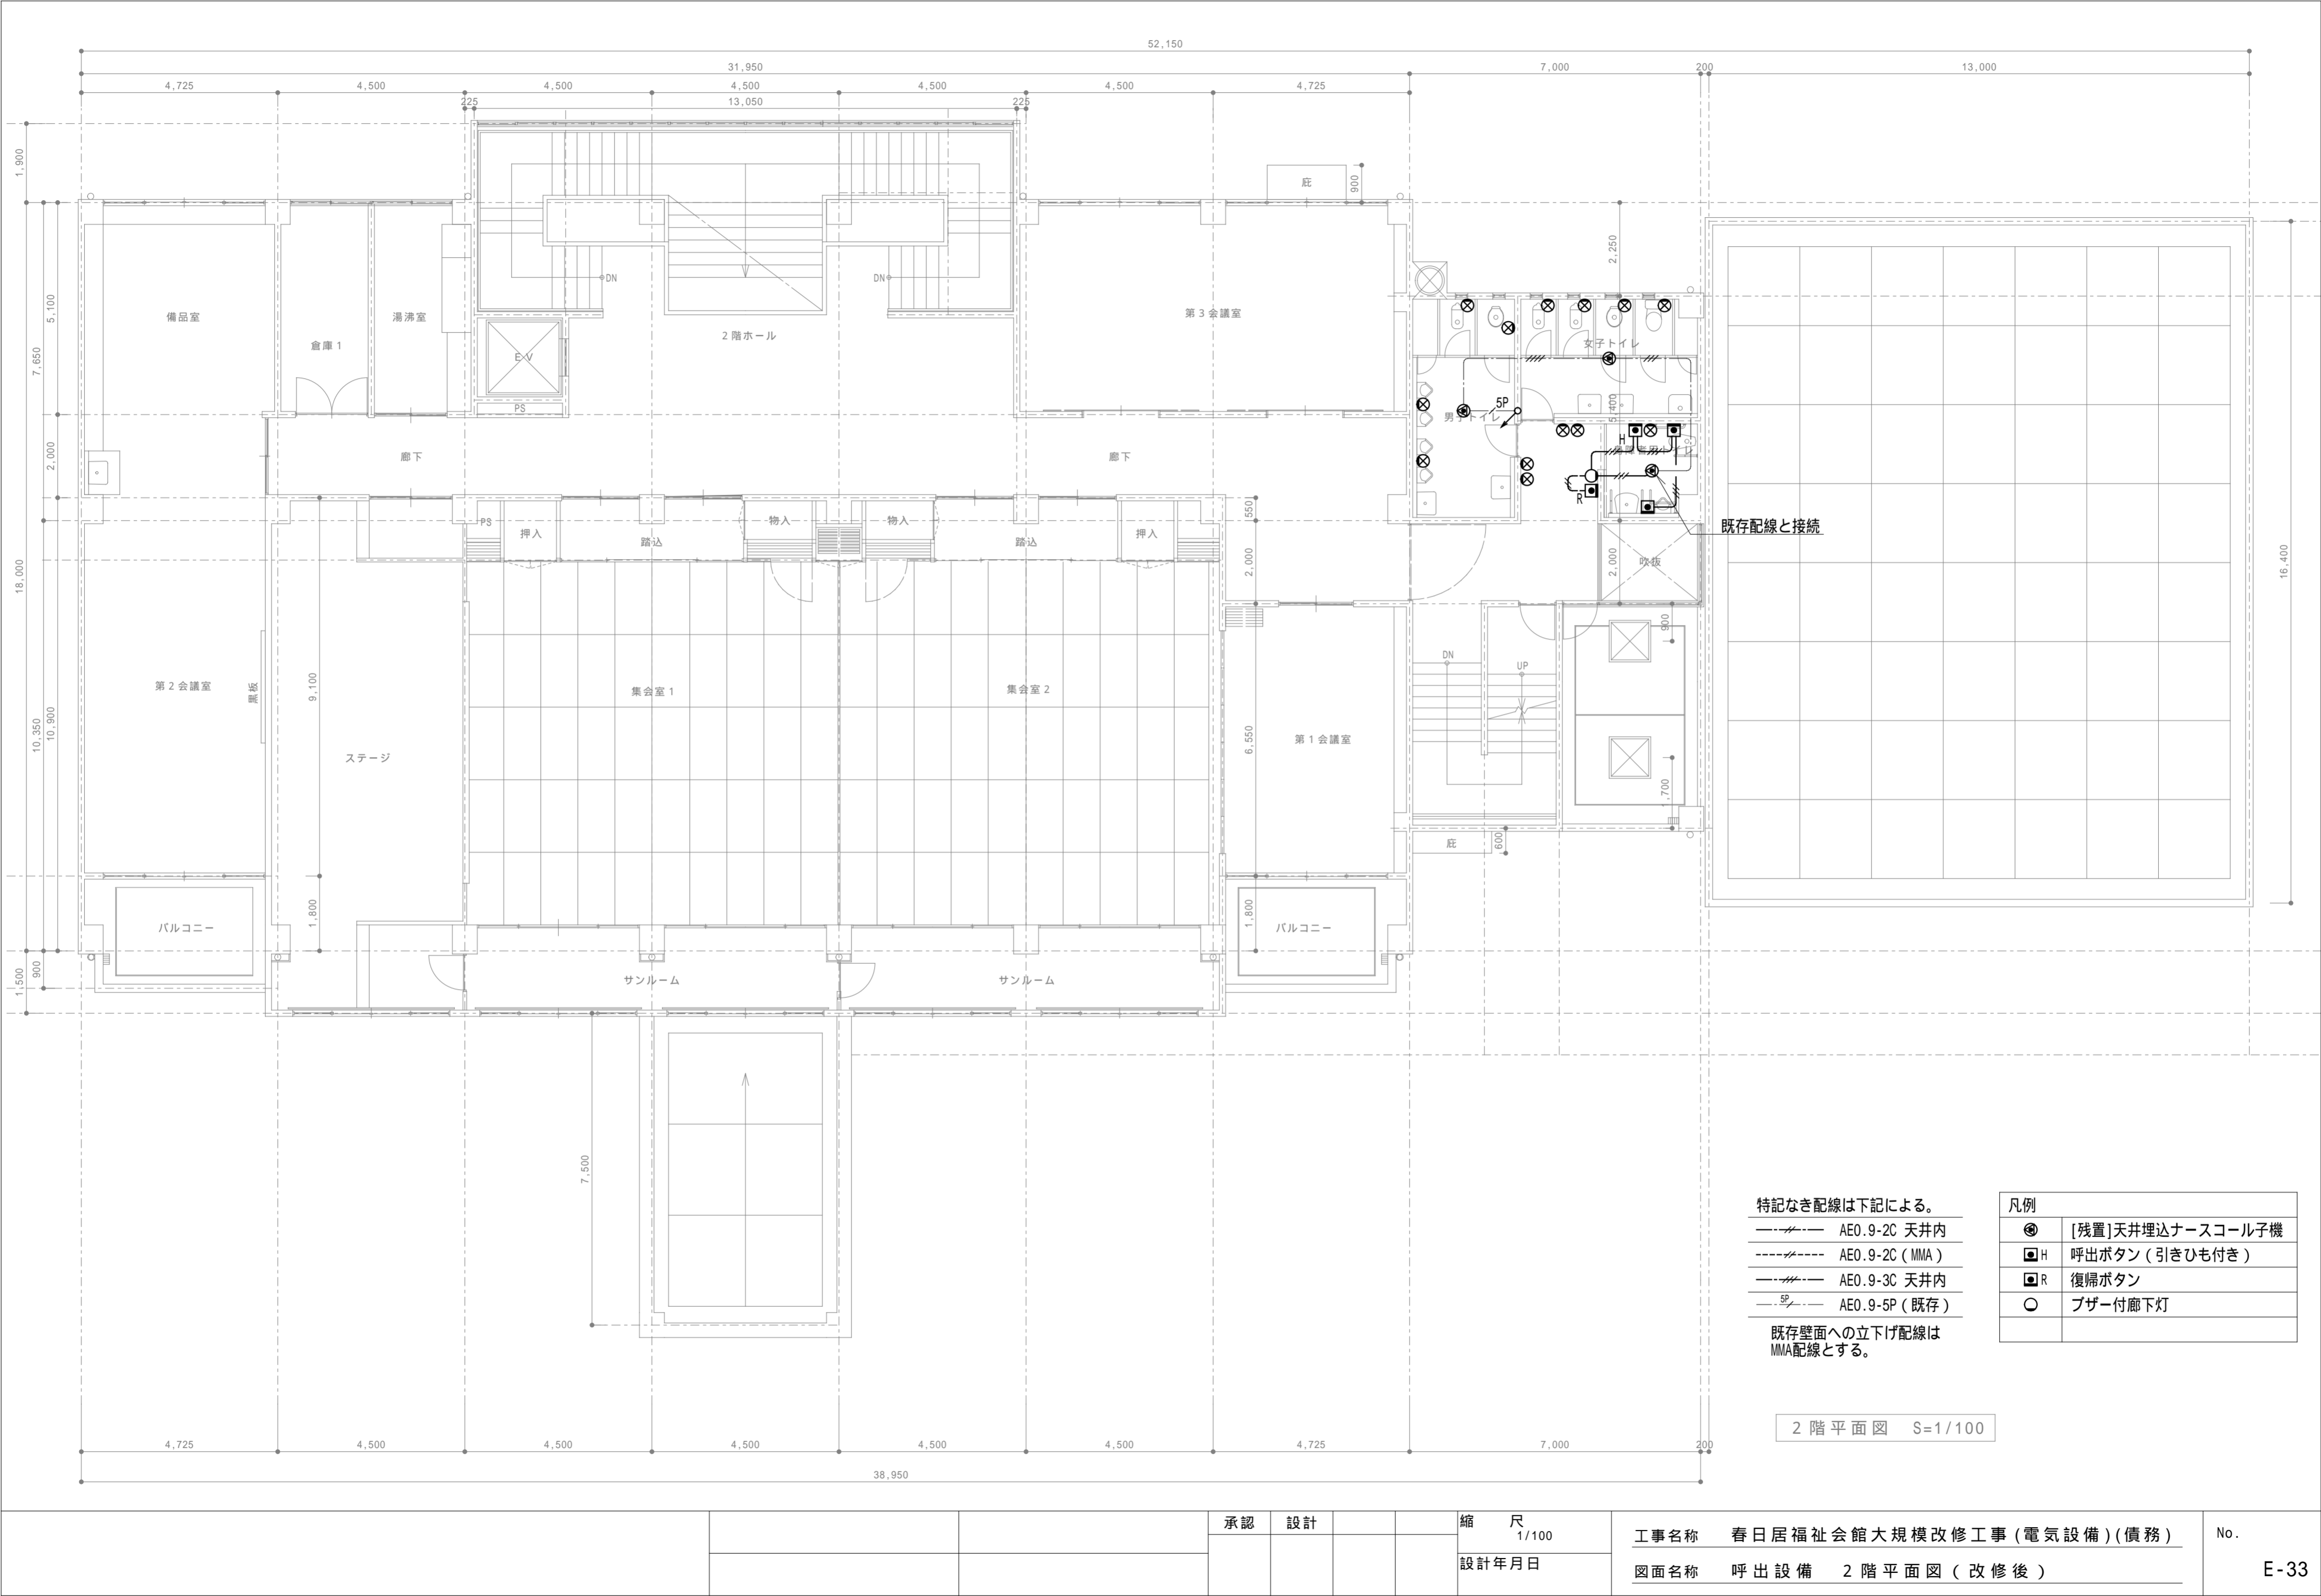 52,150
31,950 7,000 200 13,000
4,725 4,500 4,500 4,500 4,500 4,500 4,725
225 13,050 225
1,900
庇 900
2,250
5,100
7,650
DN DN
備品室 倉庫1 湯沸室 2階ホール 第3会議室
女子トイレ
E V
PS
5P
5,400
男子トイレ
2,000
廊下 廊下
H
R
PS 押入 踏込 物入 物入 踏込 押入
550
既存配線と接続
2,000 2,000 吹抜
18,000
16,400
900
DN UP
第2会議室 黒板 9,100 集会室1 集会室2
10,350
10,900
6,550
第1会議室
ステージ
1,700
庇 600
バルコニー 1,800 1,800 バルコニー
1,500
900
サンルーム サンルーム
7,500
特記なき配線は下記による。
AE0.9-2C 天井内
AE0.9-2C(MMA)
AE0.9-3C 天井内
5P AE0.9-5P(既存)
既存壁面への立下げ配線は
MMA配線とする。
凡例
[残置]天井埋込ナースコール子機
H 呼出ボタン(引きひも付き)
R 復帰ボタン
ブザー付廊下灯
2階平面図 S=1/100
4,725 4,500 4,500 4,500 4,500 4,500 4,725 7,000 200
38,950
承認 設計
縮 尺
1/100
設計年月日
工事名称 春日居福祉会館大規模改修工事(電気設備)(債務)
図面名称 呼出設備 2階平面図(改修後)
No.
E-33